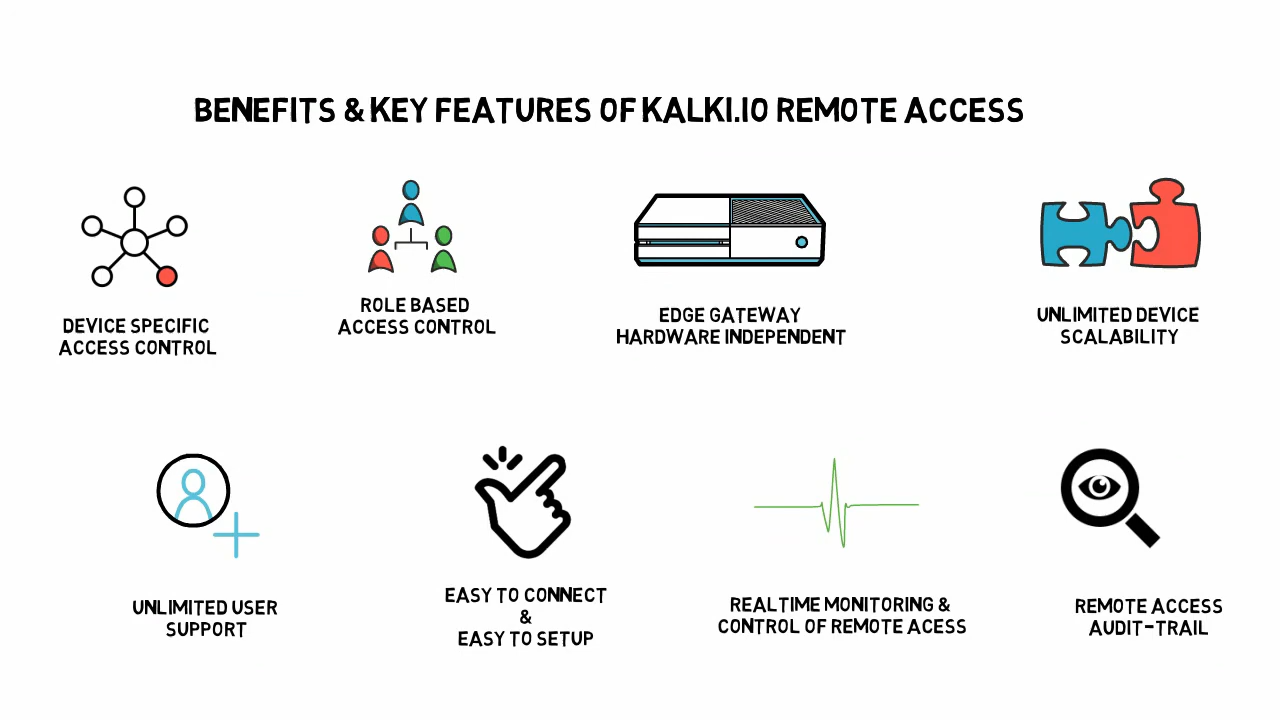 BENEFITS & KEY FEATURES OF KALKI.IO REMOTE ACCESS
DEVICE SPECIFIC
ACCESS CONTROL
ROLE BASED
ACCESS CONTROL
EDGE GATEWAY
HARDWARE INDEPENDENT
UNLIMITED DEVICE
SCALABILITY
UNLIMITED USER
SUPPORT
EASY TO CONNECT
&
EASY TO SETUP
REALTIME MONITORING &
CONTROL OF REMOTE ACESS
REMOTE ACCESS
AUDIT-TRAIL